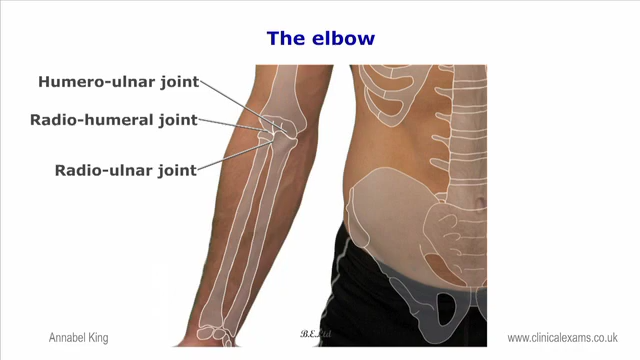 The elbow
Humero-ulnar joint
Radio-humeral joint
Radio-ulnar joint
Annabel King
www.clinicalexams.co.uk